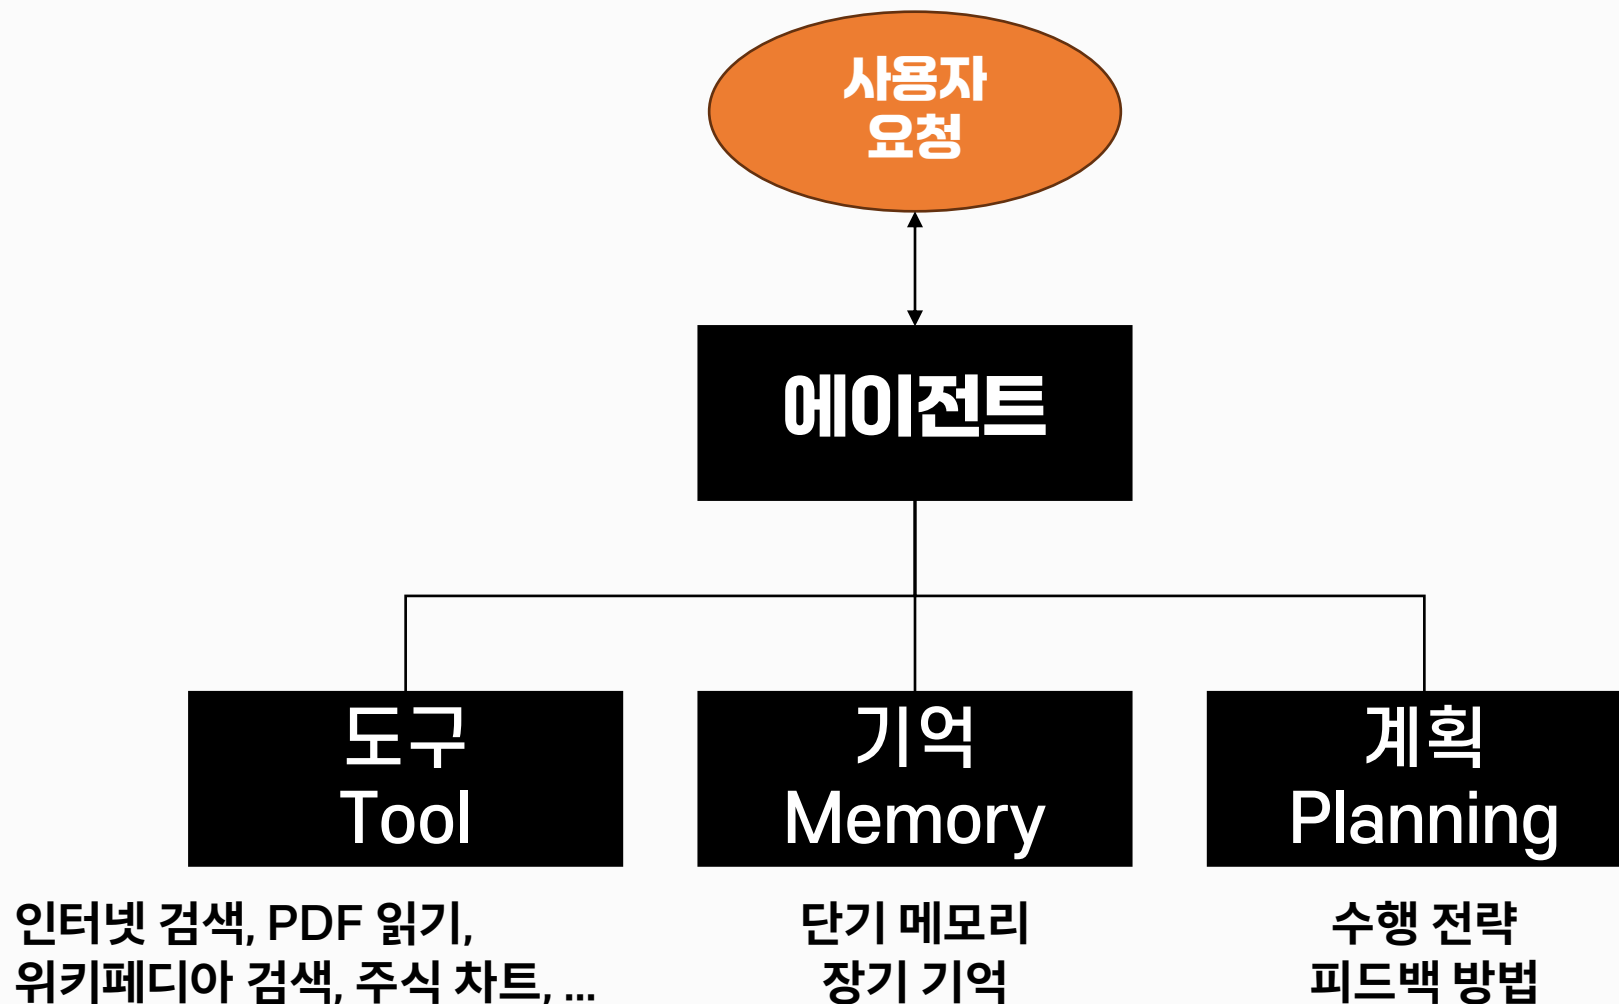 사용자
요청
에이전트
도구
Tool
기억
Memory
계획
Planning
인터넷 검색, PDF 읽기,
위키페디아 검색, 주식 차트, ...
단기 메모리
장기 기억
수행 전략
피드백 방법